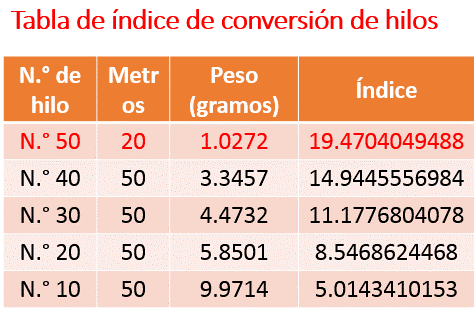 Tabla de índice de conversión de hilos
N.° de hilo Metros Peso (gramos) Índice
N.° 50 20 1.0272 19.4704049488
N.° 40 50 3.3457 14.9445556984
N.° 30 50 4.4732 11.1776804078
N.° 20 50 5.8501 8.5468624468
N.° 10 50 9.9714 5.0143410153